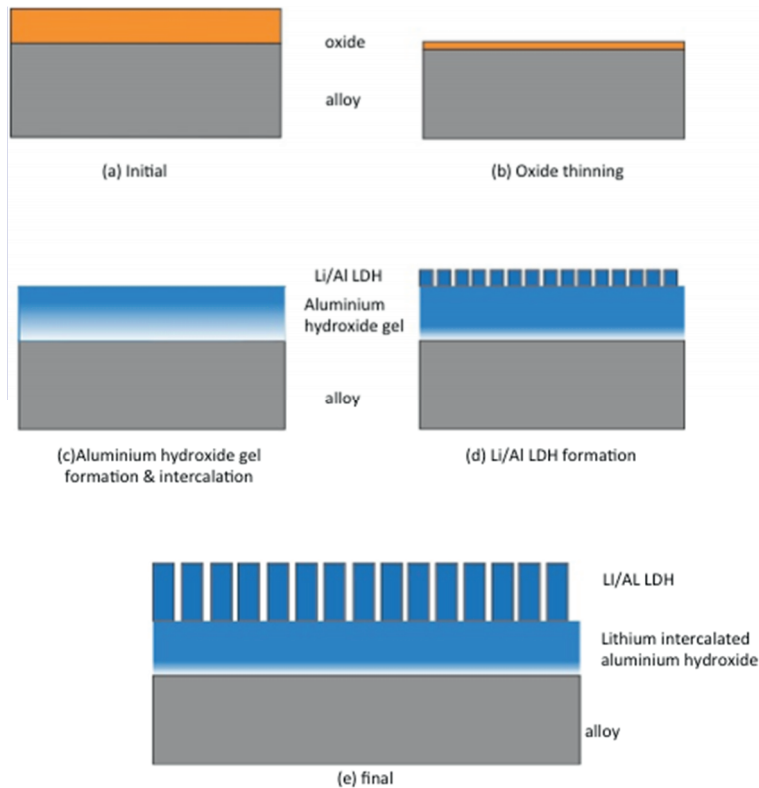 oxide
alloy
(a) Initial
(b) Oxide thinning
Li/Al LDH
Aluminium
hydroxide gel
alloy
(c)Aluminium hydroxide gel
formation & intercalation
(d) Li/Al LDH formation
LI/AL LDH
Lithium intercalated
aluminium hydroxide
alloy
(e) final